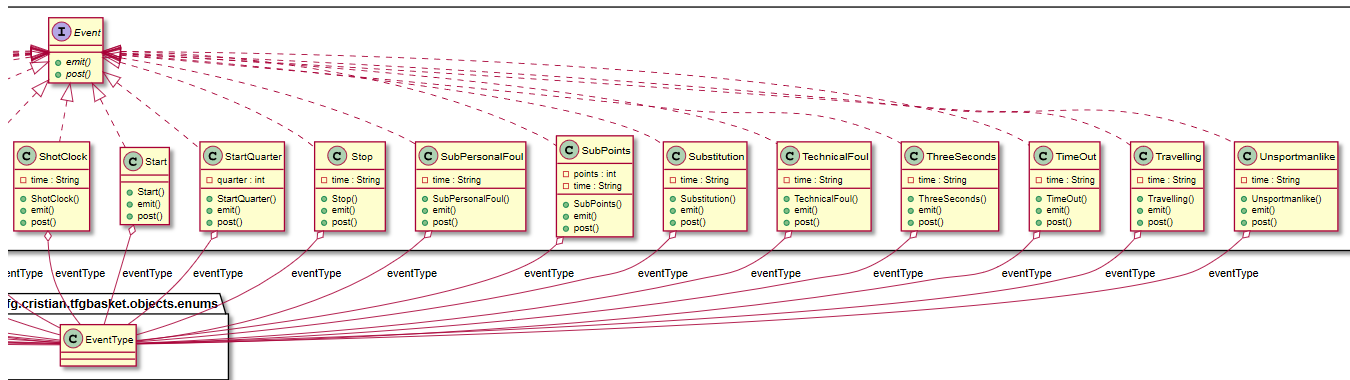 I Event
emit()
post()
C ShotClock
time : String
ShotClock()
emit()
post()
C Start
Start()
emit()
post()
C StartQuarter
quarter : int
StartQuarter()
emit()
post()
C Stop
time : String
Stop()
emit()
post()
C SubPersonalFoul
time : String
SubPersonalFoul()
emit()
post()
C SubPoints
points : int
time : String
SubPoints()
emit()
post()
C Substitution
time : String
Substitution()
emit()
post()
C TechnicalFoul
time : String
TechnicalFoul()
emit()
post()
C ThreeSeconds
time : String
ThreeSeconds()
emit()
post()
C TimeOut
time : String
TimeOut()
emit()
post()
C Travelling
time : String
Travelling()
emit()
post()
C Unsportmanlike
time : String
Unsportmanlike()
emit()
post()
entType eventType eventType eventType eventType eventType eventType eventType eventType eventType eventType eventType eventType
fg.cristian.tfgbasket.objects.enums
C EventType